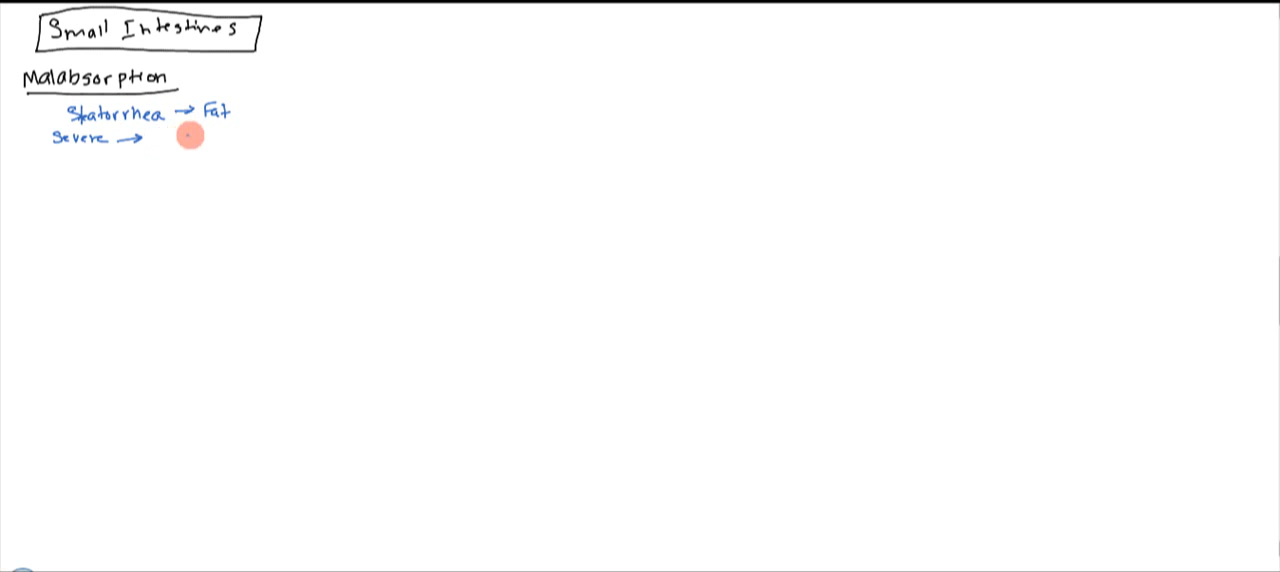 Small Intestines
Malabsorption
Steatorrhea → Fat
Severe →